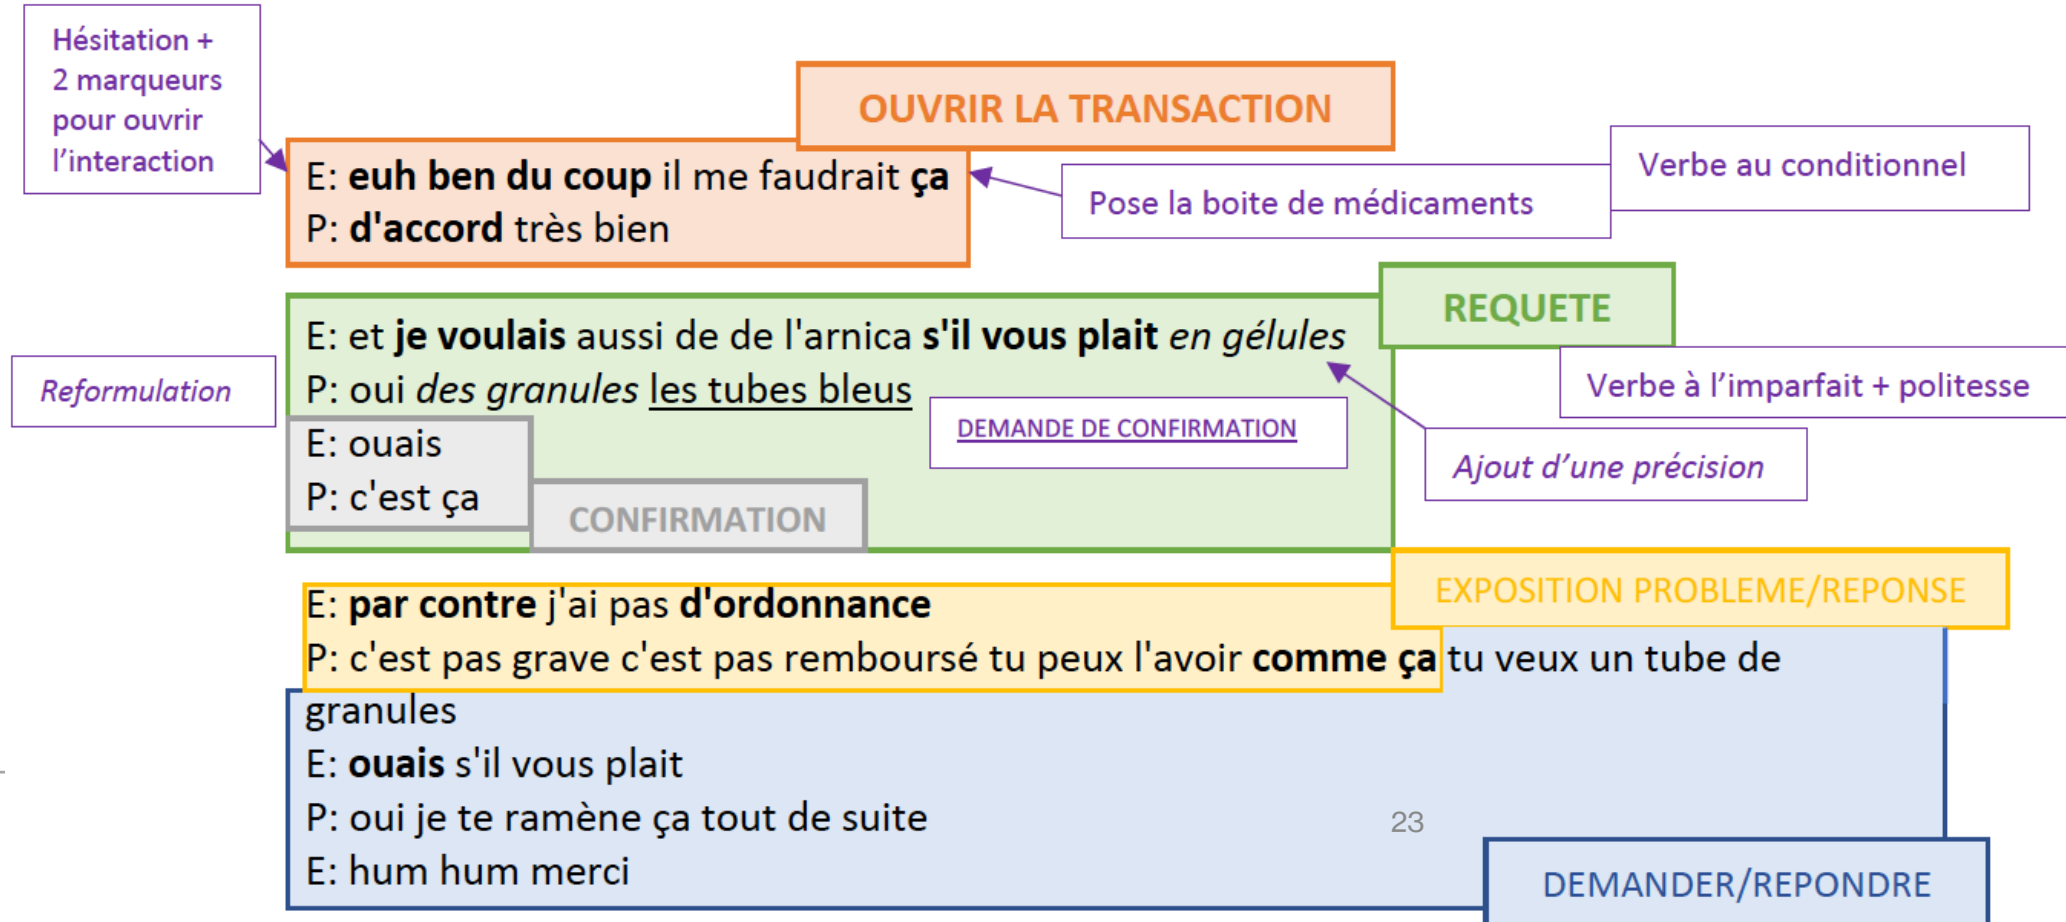 Hésitation +
2 marqueurs
pour ouvrir
l'interaction
OUVRIR LA TRANSACTION
E: euh ben du coup il me faudrait ça
P: d'accord très bien
Pose la boite de médicaments
Verbe au conditionnel
REQUETE
E: et je voulais aussi de de l'arnica s'il vous plait en gélules
Verbe à l'imparfait + politesse
Reformulation
P: oui des granules les tubes bleus
DEMANDE DE CONFIRMATION
Ajout d'une précision
E: ouais
P: c'est ça
CONFIRMATION
EXPOSITION PROBLEME/REPONSE
E: par contre j'ai pas d'ordonnance
P: c'est pas grave c'est pas remboursé tu peux l'avoir comme ça tu veux un tube de
granules
E: ouais s'il vous plait
P: oui je te ramène ça tout de suite
23
E: hum hum merci
DEMANDER/REPONDRE